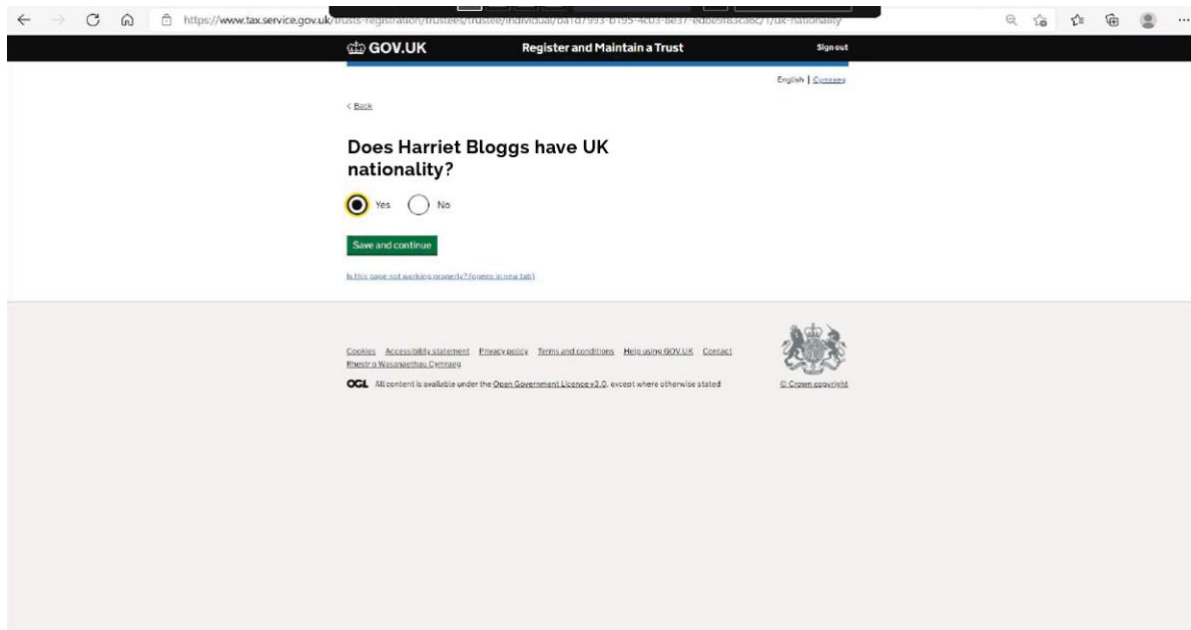 https://www.tax.service.gov.uk/trusts-registration/trustees/trustee/individual/
/1/uk-nationality
GOV.UK Register and Maintain a Trust Sign out
English | Cymraeg
< Back
Does Harriet Bloggs have UK
nationality?
Yes No
Save and continue
Is this page not working properly? (opens in new tab)
Cookies Accessibility statement Privacy policy Terms and conditions Help using GOV.UK Contact
Rhestr o Wasanaethau Cymraeg
OGL All content is available under the Open Government Licence v3.0, except where otherwise stated
© Crown copyright